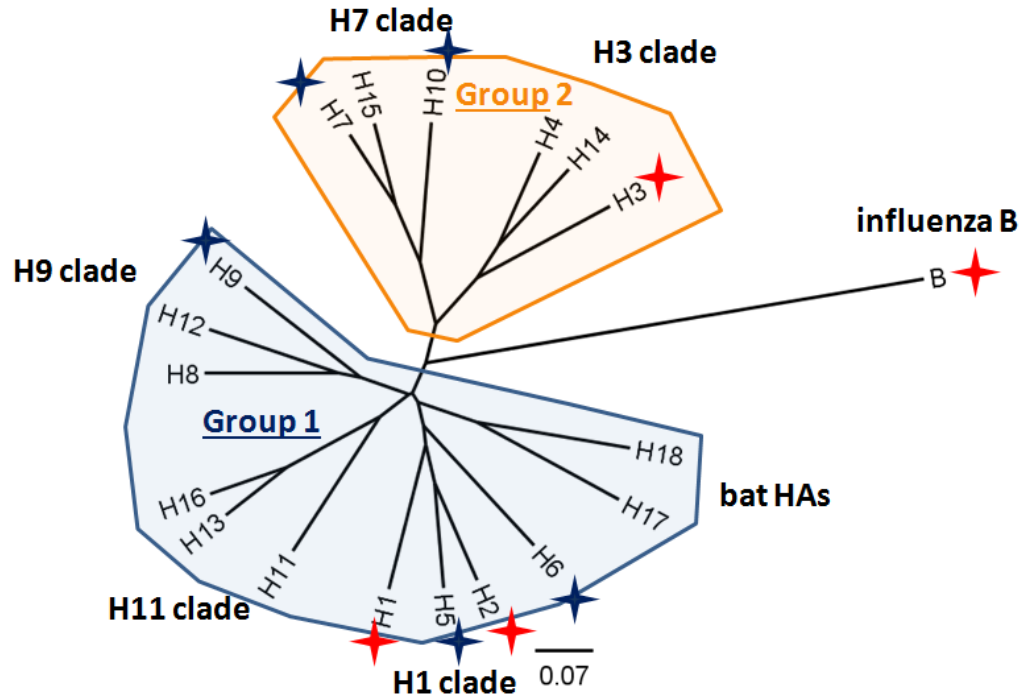 H7 clade
H3 clade
Group 2
H7
H15
H10
H4
H14
H3
influenza B
B
H9 clade
H9
H12
H8
Group 1
H18
bat HAs
H17
H16
H13
H11
H6
H11 clade
H1
H5
H2
H1 clade
0.07